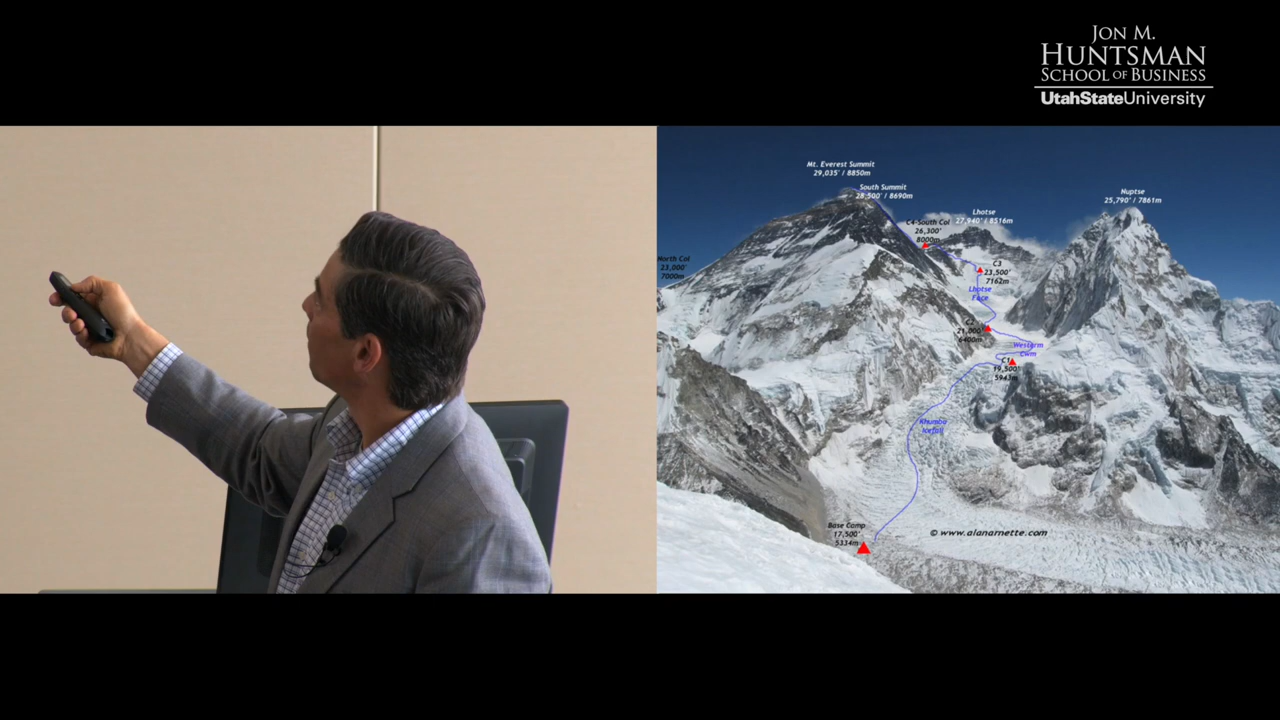 JON M.
HUNTSMAN
SCHOOL OF BUSINESS
UtahStateUniversity
Mt. Everest Summit
29,035' / 8850m
South Summit
28,500' / 8690m
Lhotse
27,940' / 8516m
Nuptse
25,790' / 7861m
C4-South Col
26,300'
8000m
North Col
23,000'
7000m
C3
23,500'
7162m
Lhotse
Face
C2
21,000'
6400m
Western
Cwm
C1
19,500'
5943m
Khumbu
Icefall
Base Camp
17,500'
5334m
© www.alanarnette.com